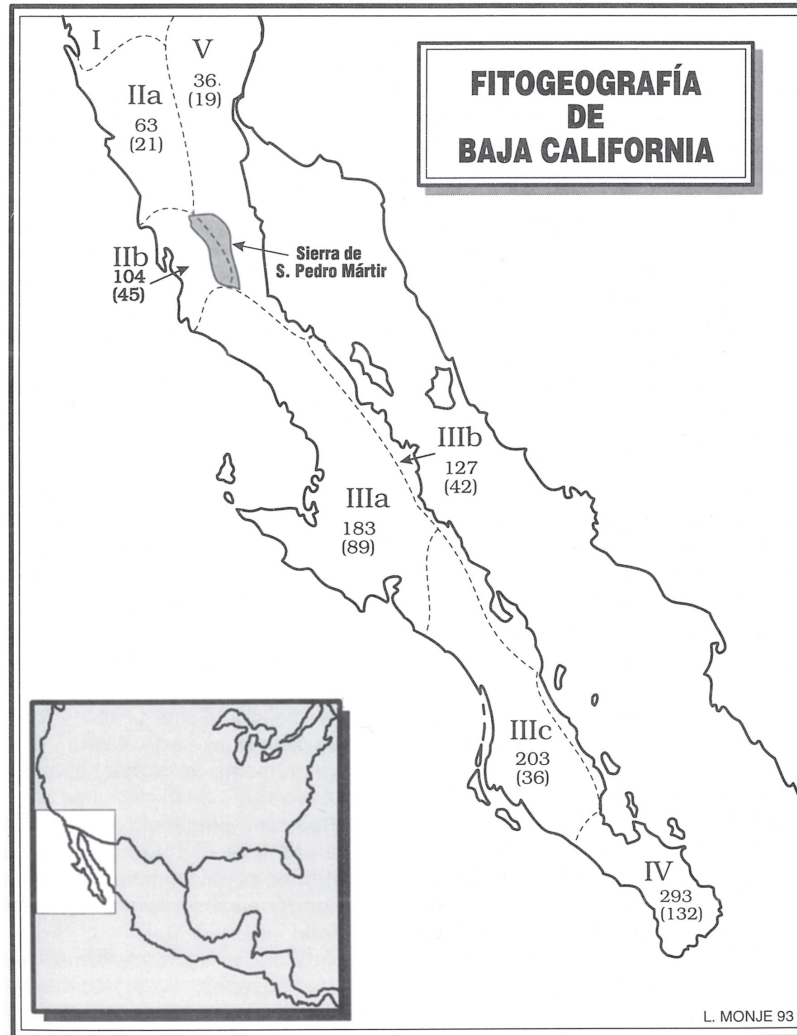 FITOGEOGRAFÍA
DE
BAJA CALIFORNIA
I
V
36
(19)
IIa
63
(21)
IIb
104
(45)
Sierra de
S. Pedro Mártir
IIIb
127
(42)
IIIa
183
(89)
IIIc
203
(36)
IV
293
(132)
L. MONJE 93